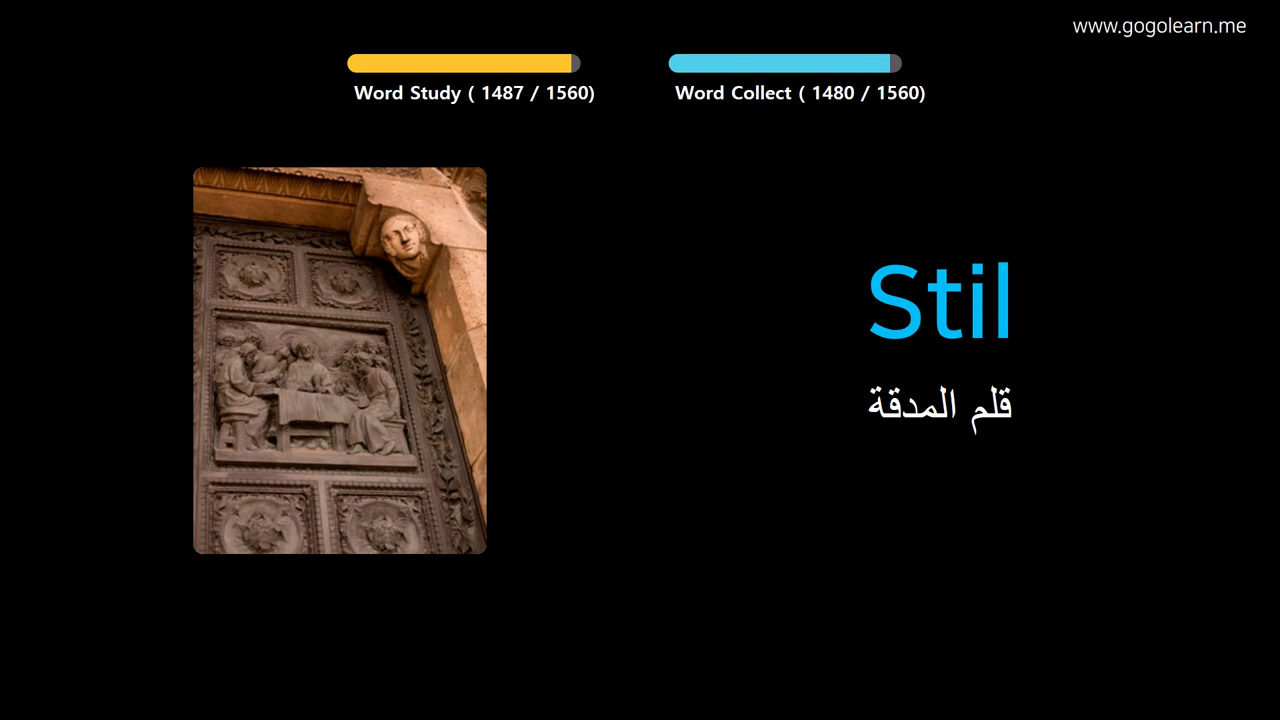 www.gogolearn.me
Word Study ( 1487 / 1560)
Word Collect ( 1480 / 1560)
Stil
قلم المدقة